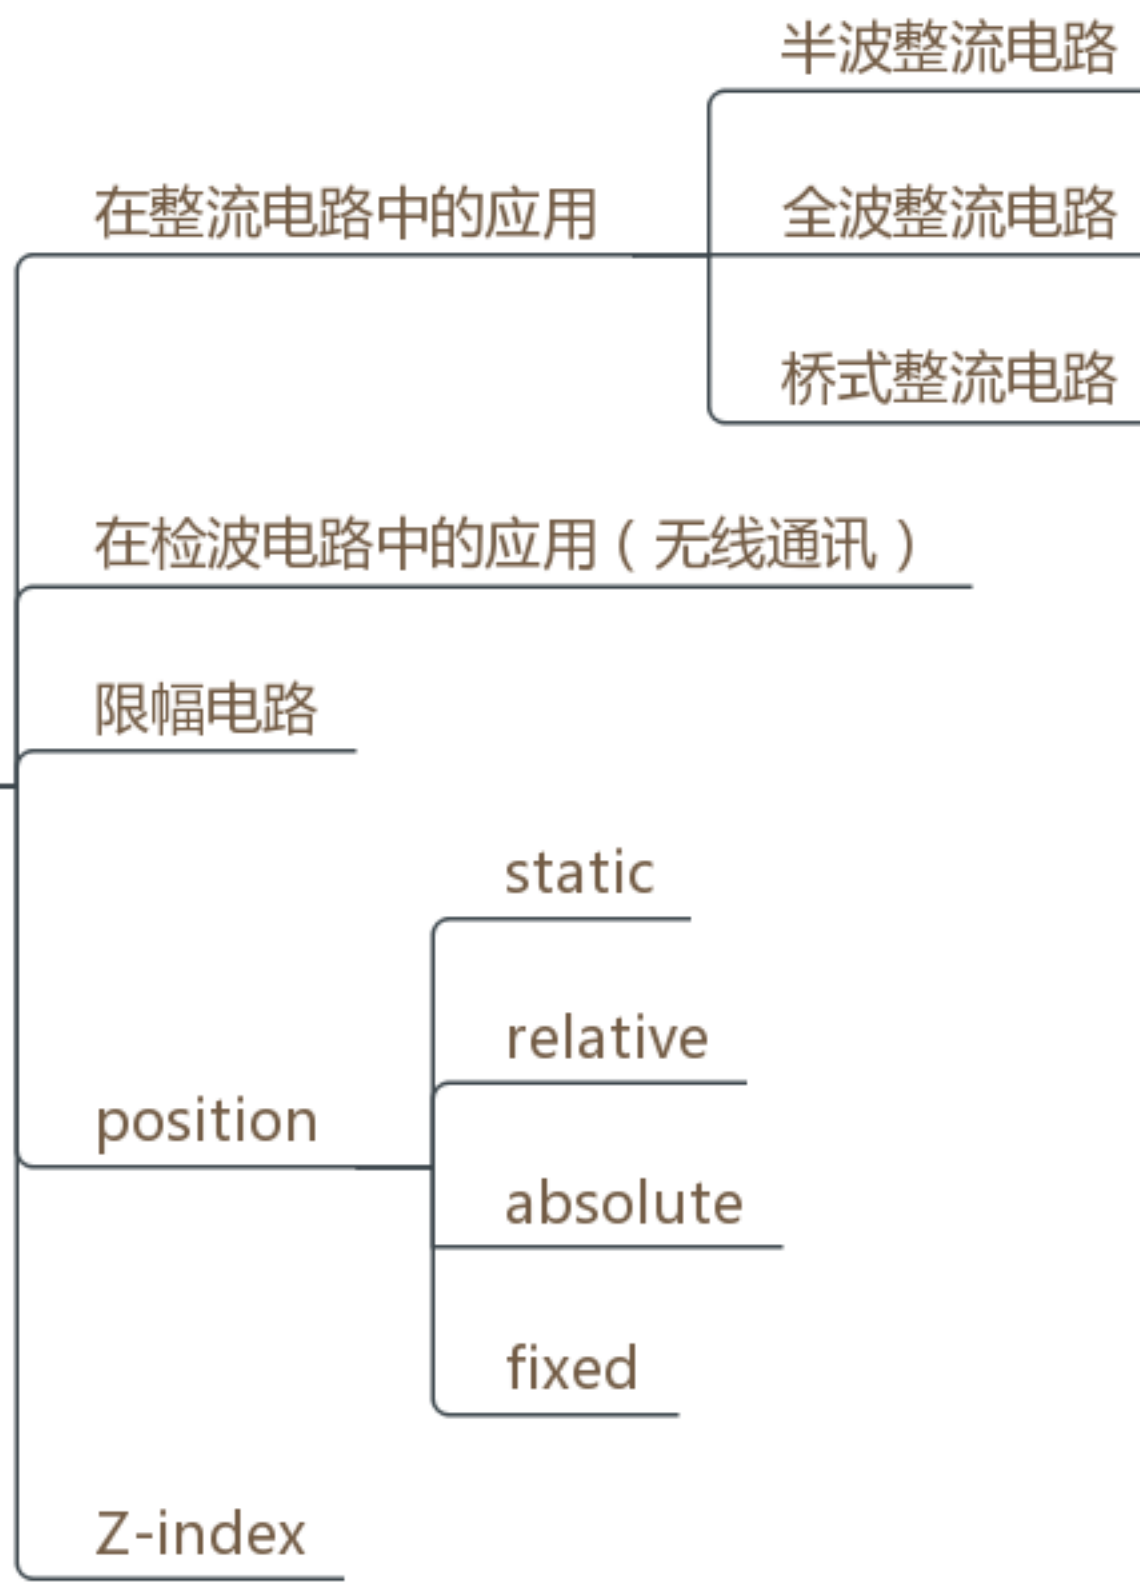 半波整流电路
在整流电路中的应用
全波整流电路
桥式整流电路
在检波电路中的应用（无线通讯）
限幅电路
static
relative
position
absolute
fixed
Z-index